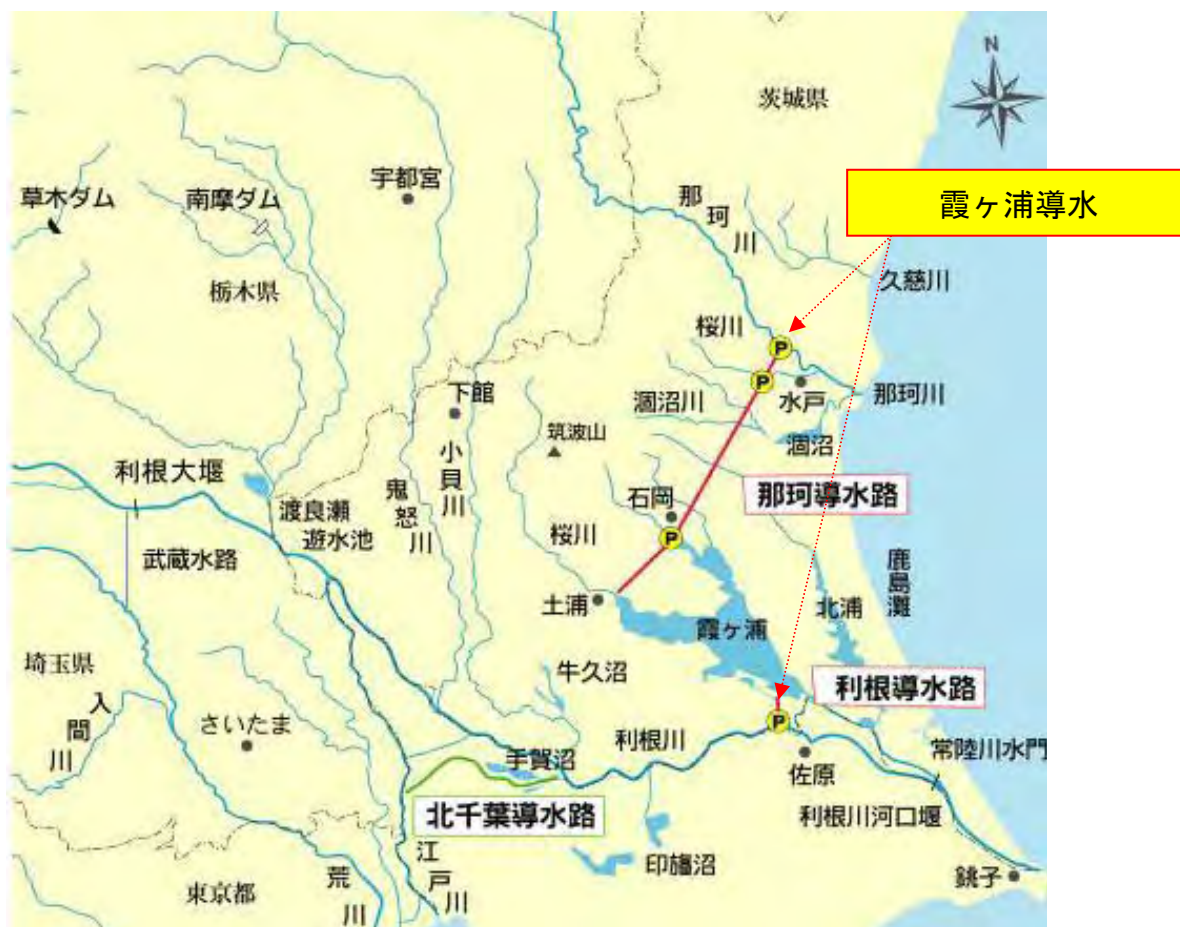 N
茨城県
霞ヶ浦導水
草木ダム
南摩ダム
宇都宮
那珂川
久慈川
栃木県
桜川
P
P
水戸
那珂川
下館
涸沼川
涸沼
筑波山
小貝川
利根大堰
鬼怒川
石岡
那珂導水路
渡良瀬
遊水池
桜川
P
武蔵水路
鹿島灘
土浦
北浦
霞ヶ浦
埼玉県
牛久沼
利根導水路
入間川
さいたま
P
利根川
手賀沼
常陸川水門
佐原
北千葉導水路
利根川河口堰
江戸川
印旛沼
東京都
荒川
銚子